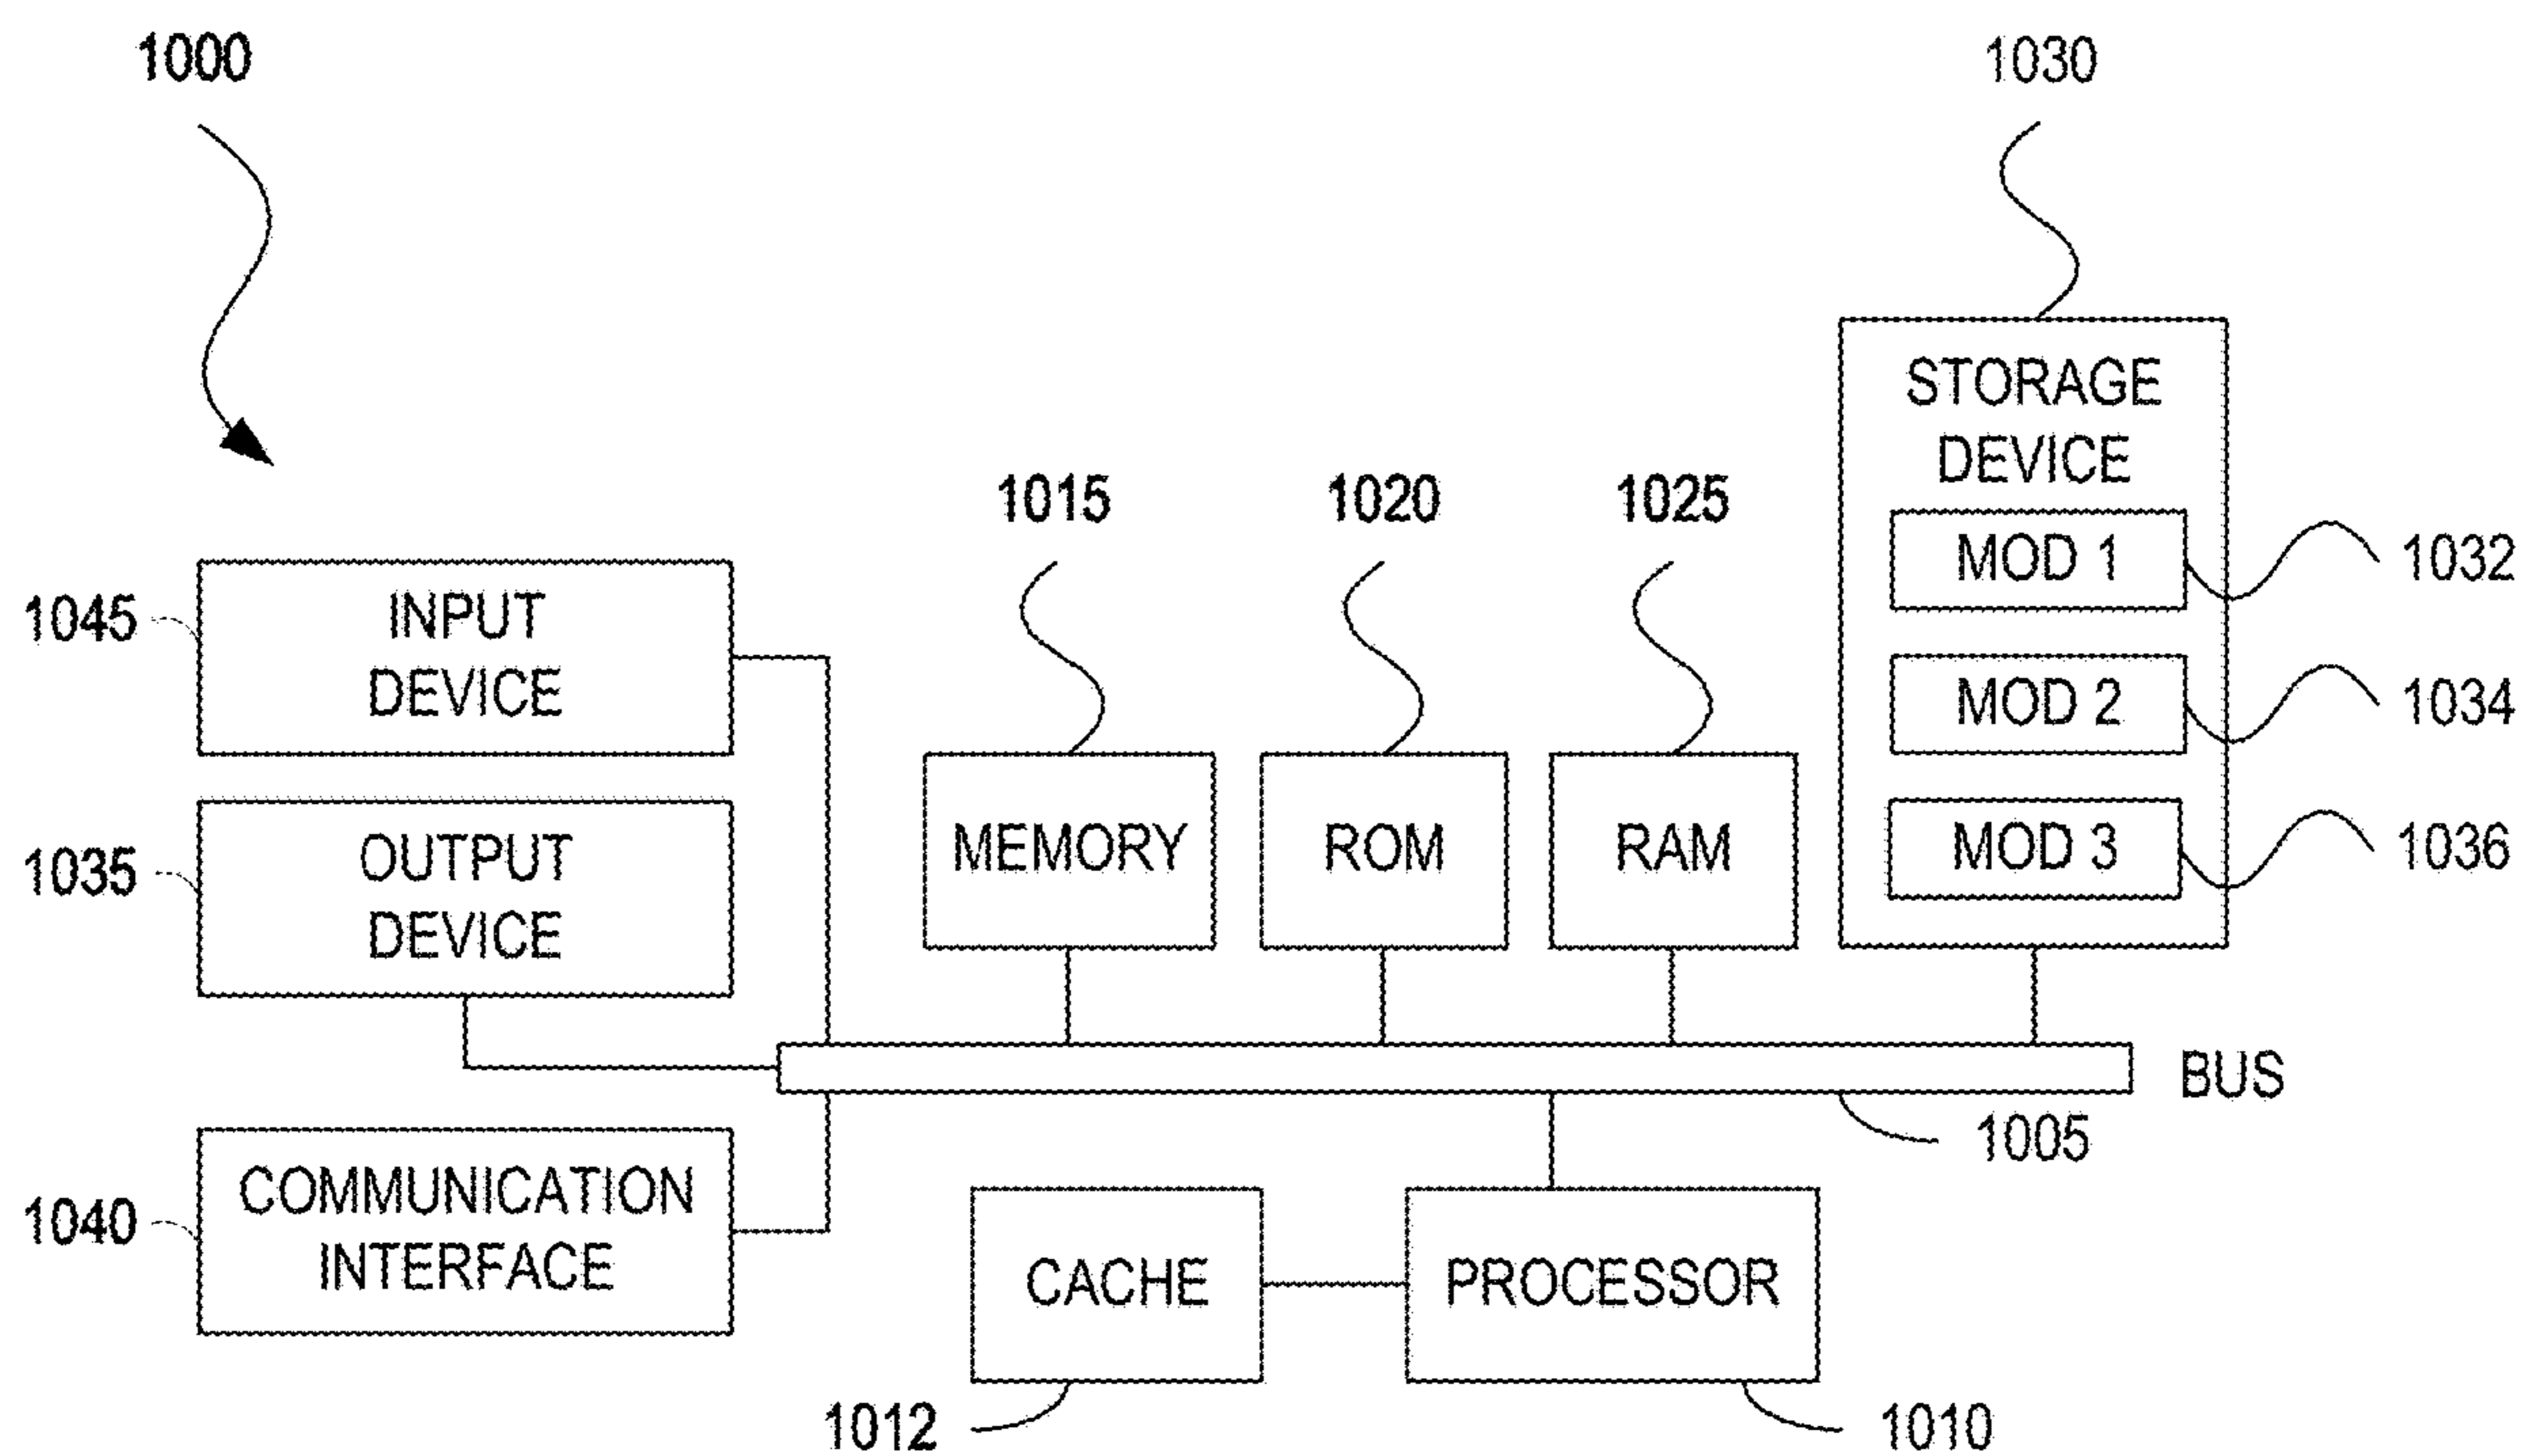 1000
1030
STORAGE
DEVICE
1015
1020
1025
MOD 1
1032
1045
INPUT
DEVICE
MOD 2
1034
1035
OUTPUT
DEVICE
MEMORY
ROM
RAM
MOD 3
1036
BUS
1005
1040
COMMUNICATION
INTERFACE
CACHE
PROCESSOR
1012
1010